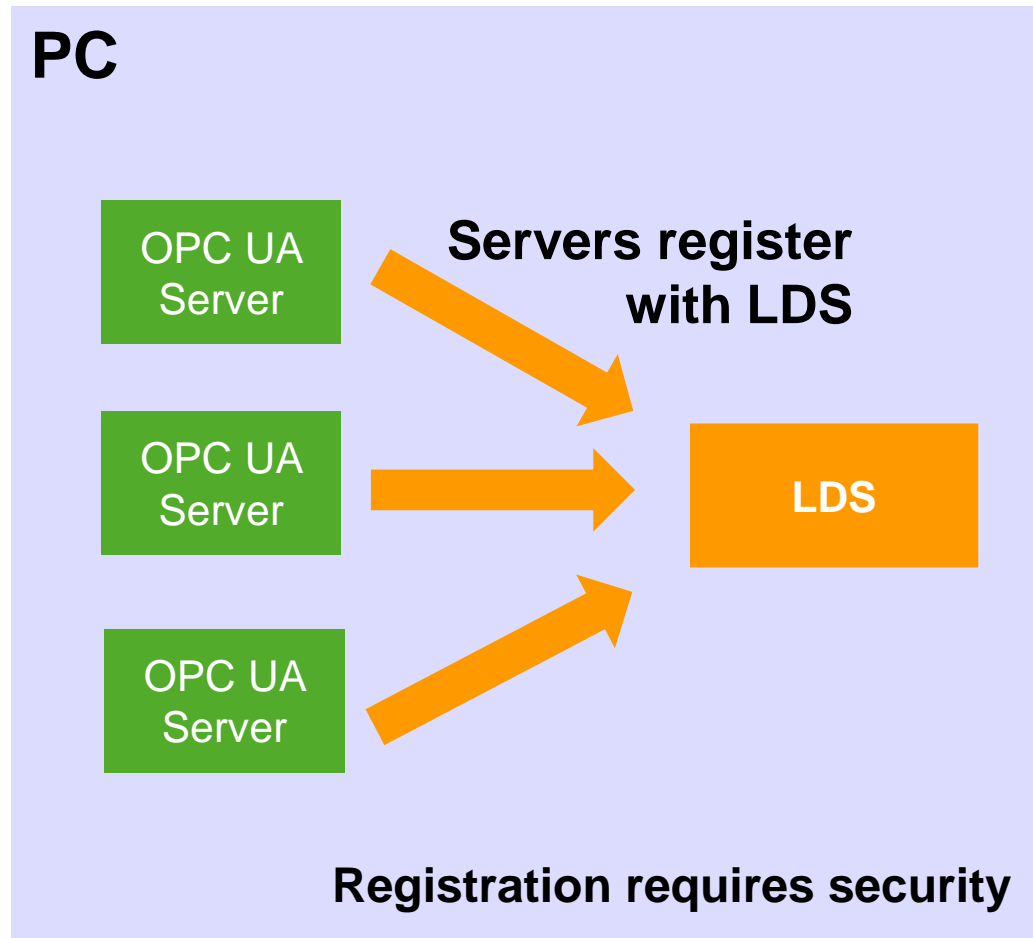 PC
OPC UA
Server
Servers register
with LDS
OPC UA
Server
LDS
OPC UA
Server
Registration requires security